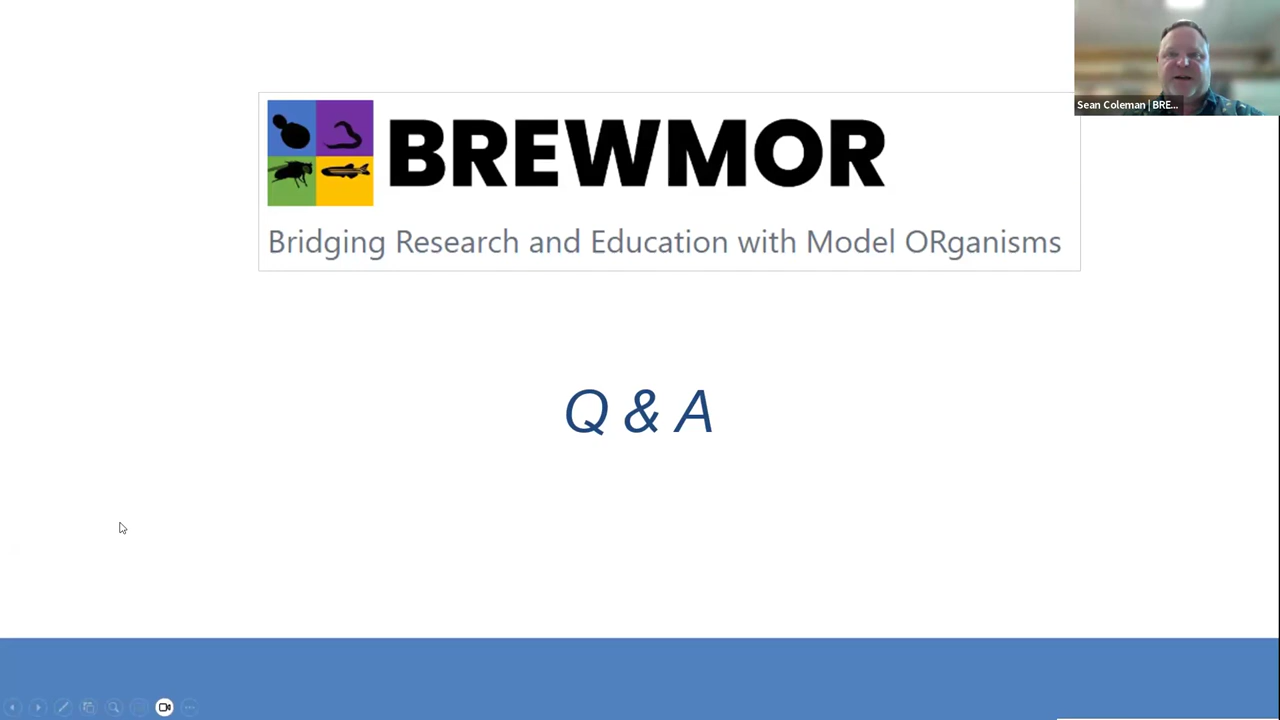 Sean Coleman | BRE...
BREWMOR
Bridging Research and Education with Model ORganisms
Q & A